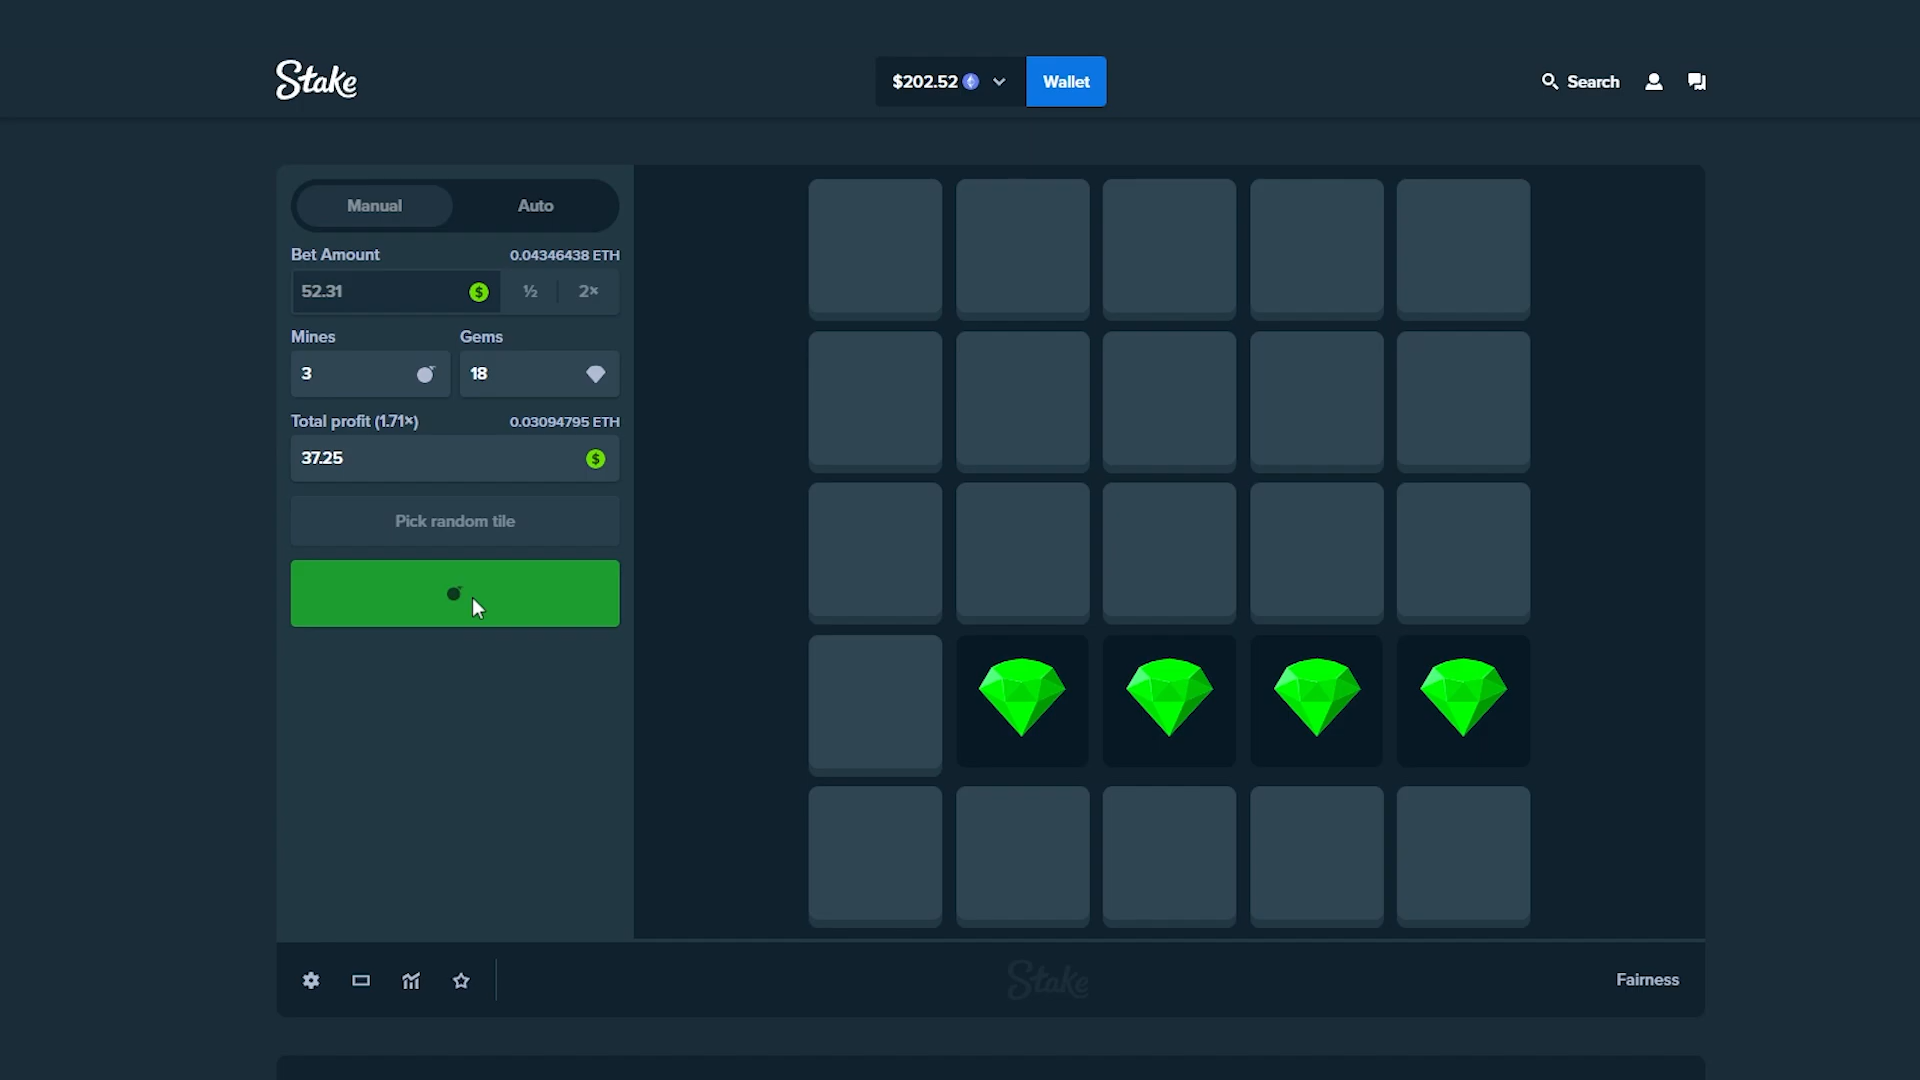 Stake
$202.52
Wallet
Search
Manual
Auto
Bet Amount
0.04346438 ETH
52.31
$
½
2×
Mines
Gems
3
18
Total profit (1.71×)
0.03094795 ETH
37.25
$
Pick random tile
Stake
Fairness